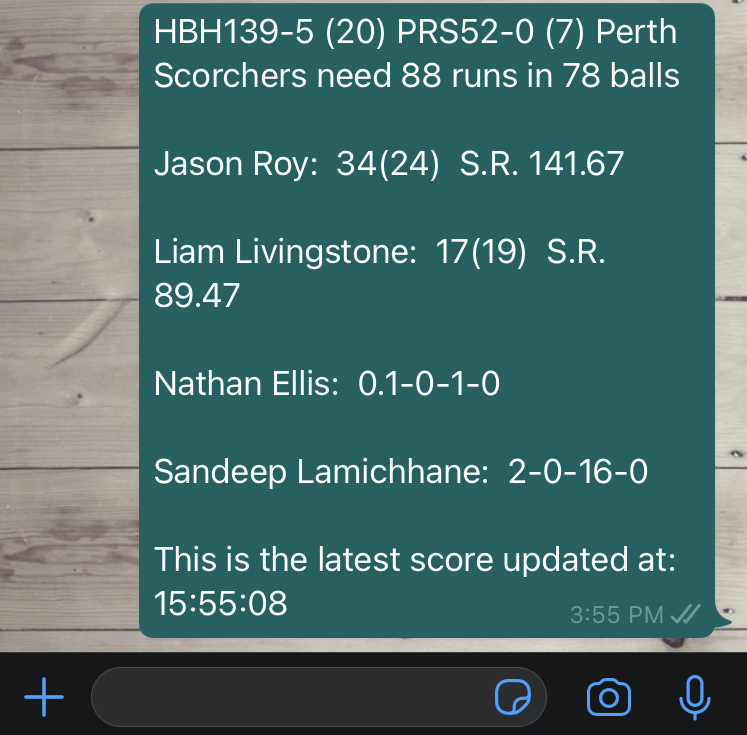 HBH139-5 (20) PRS52-0 (7) Perth
Scorchers need 88 runs in 78 balls
Jason Roy:  34(24)  S.R. 141.67
Liam Livingstone:  17(19)  S.R.
89.47
Nathan Ellis:  0.1-0-1-0
Sandeep Lamichhane:  2-0-16-0
This is the latest score updated at:
15:55:08
3:55 PM